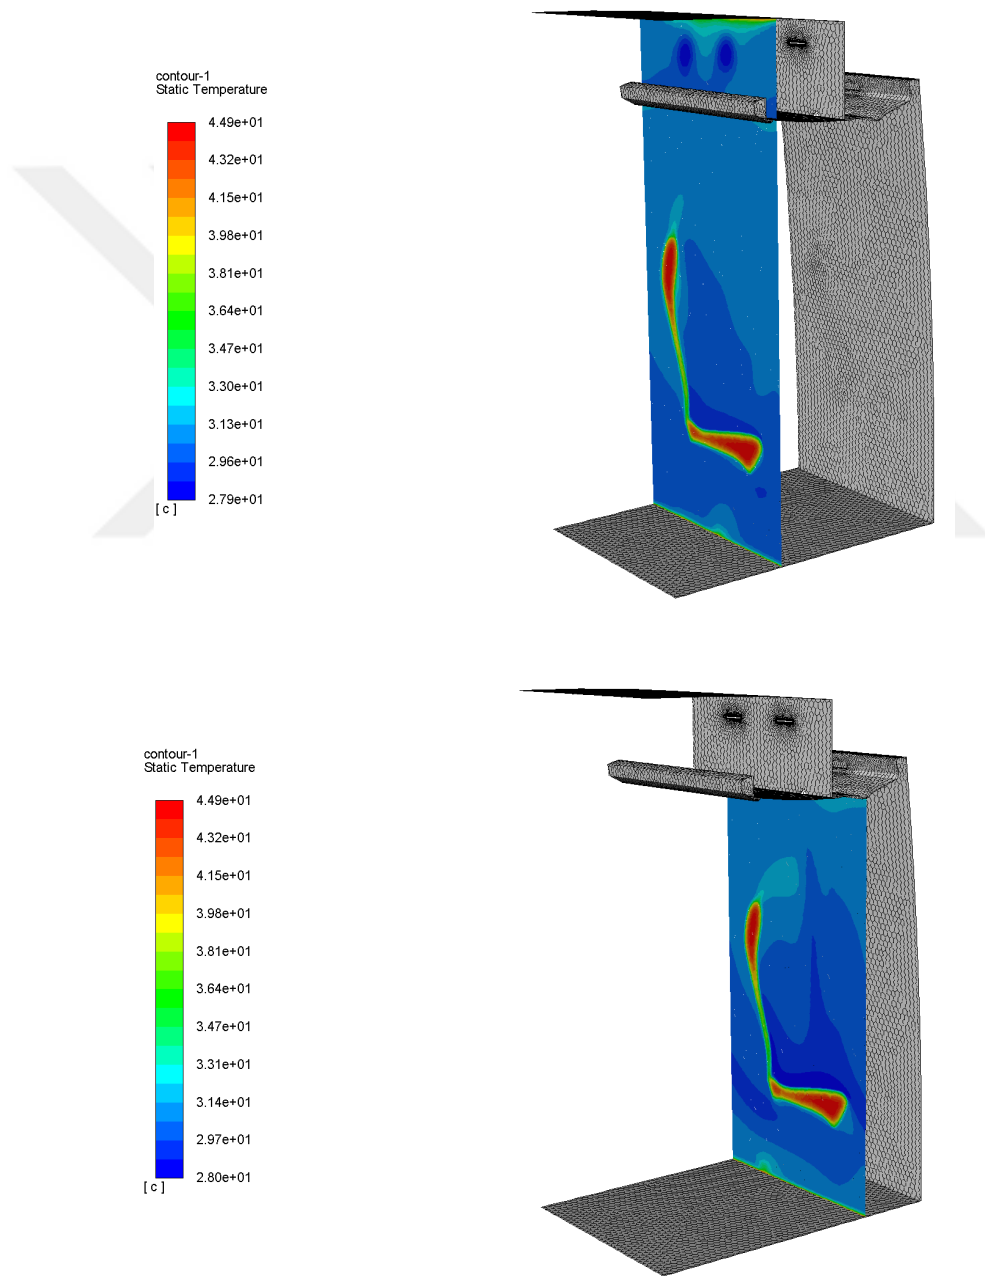 contour-1
Static Temperature
4.49e+01
4.32e+01
4.15e+01
3.98e+01
3.81e+01
3.64e+01
3.47e+01
3.30e+01
3.13e+01
2.96e+01
2.79e+01
[ c ]
contour-1
Static Temperature
4.49e+01
4.32e+01
4.15e+01
3.98e+01
3.81e+01
3.64e+01
3.47e+01
3.31e+01
3.14e+01
2.97e+01
2.80e+01
[ c ]